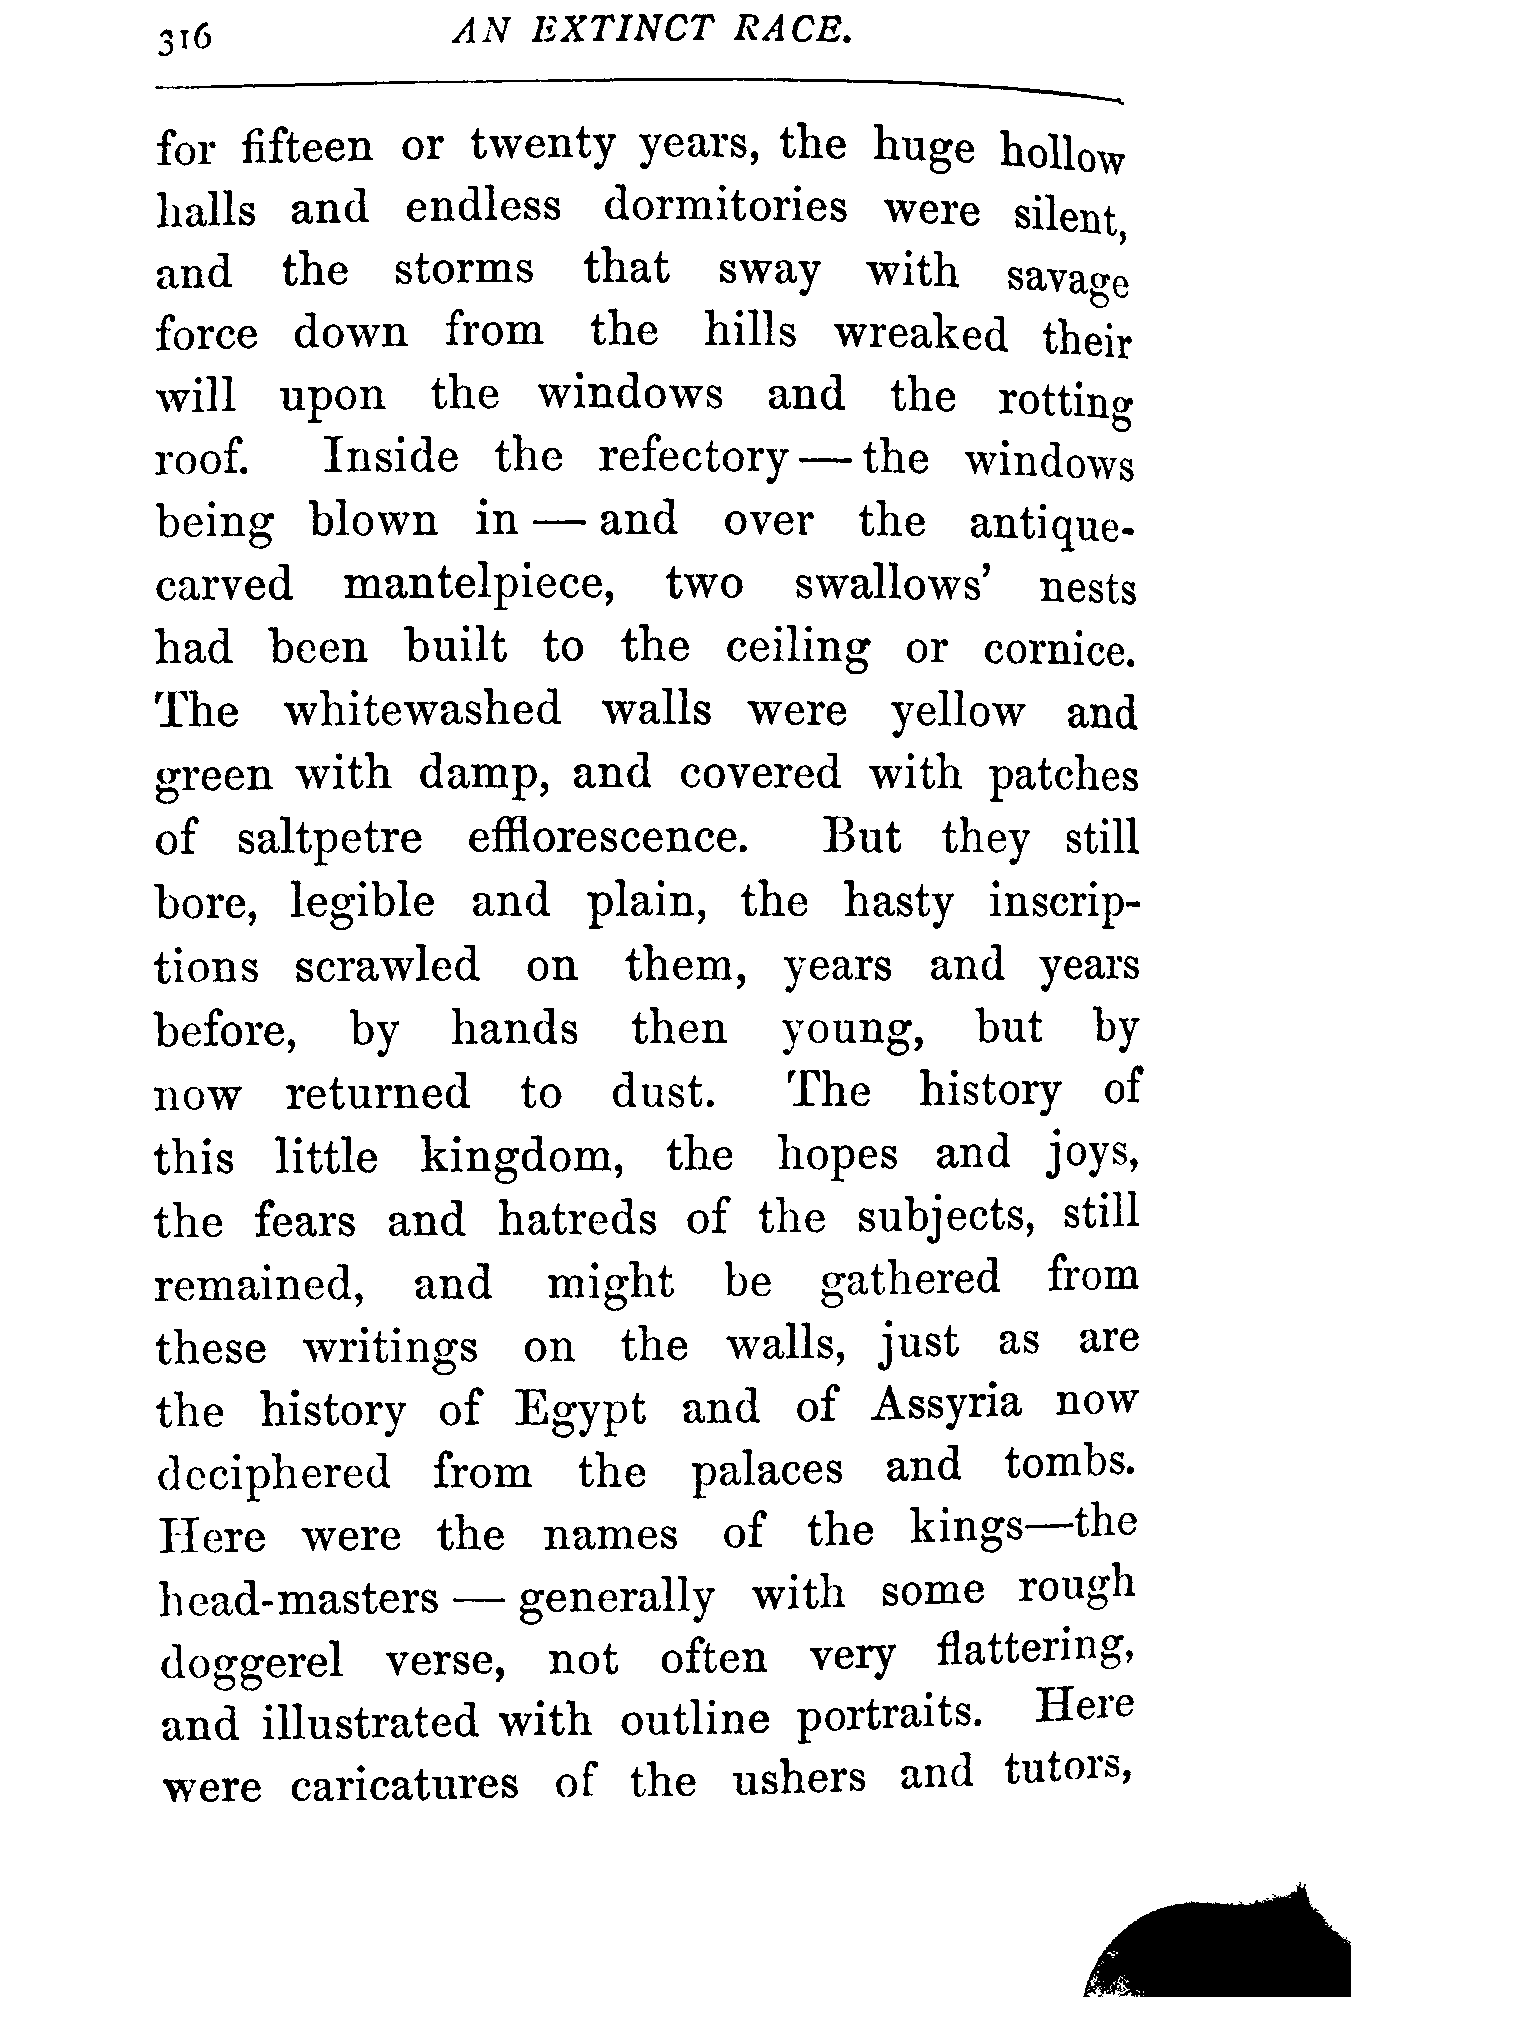 316 AN EXTINCT RACE.
for fifteen or twenty years, the huge hollow
halls and endless dormitories were silent,
and the storms that sway with savage
force down from the hills wreaked their
will upon the windows and the rotting
roof. Inside the refectory — the windows
being blown in — and over the antique-
carved mantelpiece, two swallows' nests
had been built to the ceiling or cornice.
The whitewashed walls were yellow and
green with damp, and covered with patches
of saltpetre efflorescence. But they still
bore, legible and plain, the hasty inscrip-
tions scrawled on them, years and years
before, by hands then young, but by
now returned to dust. The history of
this little kingdom, the hopes and joys,
the fears and hatreds of the subjects, still
remained, and might be gathered from
these writings on the walls, just as are
the history of Egypt and of Assyria now
deciphered from the palaces and tombs.
Here were the names of the kings—the
head-masters — generally with some rough
doggerel verse, not often very flattering,
and illustrated with outline portraits. Here
were caricatures of the ushers and tutors,